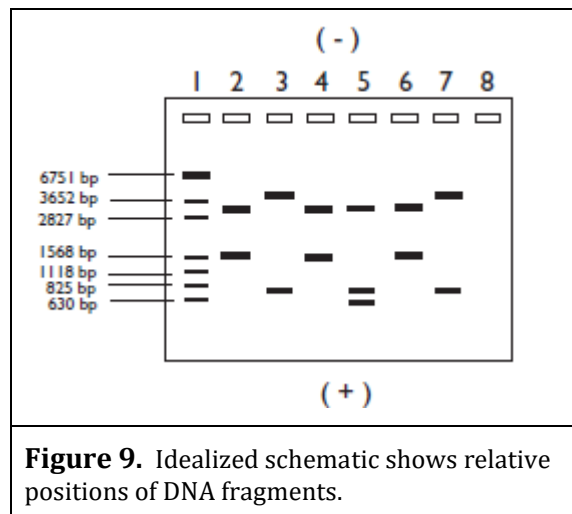 ( - )
1 2 3 4 5 6 7 8
6751 bp
3652 bp
2827 bp
1568 bp
1118 bp
825 bp
630 bp
( + )
Figure 9. Idealized schematic shows relative
positions of DNA fragments.